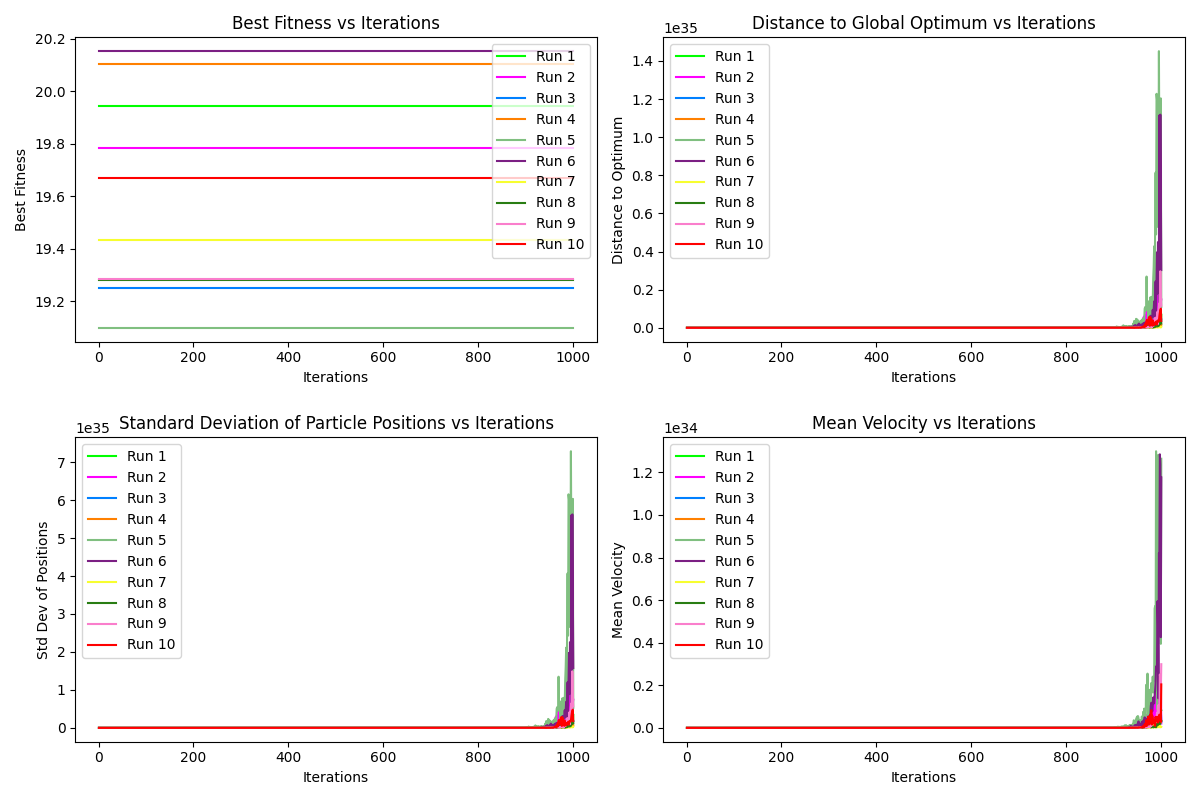 Best Fitness vs Iterations
Best Fitness
20.2
20.0
19.8
19.6
19.4
19.2
0 200 400 600 800 1000
Iterations
Run 1
Run 2
Run 3
Run 4
Run 5
Run 6
Run 7
Run 8
Run 9
Run 10
Distance to Global Optimum vs Iterations
1e35
Distance to Optimum
1.4
1.2
1.0
0.8
0.6
0.4
0.2
0.0
0 200 400 600 800 1000
Iterations
Run 1
Run 2
Run 3
Run 4
Run 5
Run 6
Run 7
Run 8
Run 9
Run 10
Standard Deviation of Particle Positions vs Iterations
1e35
Std Dev of Positions
7
6
5
4
3
2
1
0
0 200 400 600 800 1000
Iterations
Run 1
Run 2
Run 3
Run 4
Run 5
Run 6
Run 7
Run 8
Run 9
Run 10
Mean Velocity vs Iterations
1e34
Mean Velocity
1.2
1.0
0.8
0.6
0.4
0.2
0.0
0 200 400 600 800 1000
Iterations
Run 1
Run 2
Run 3
Run 4
Run 5
Run 6
Run 7
Run 8
Run 9
Run 10